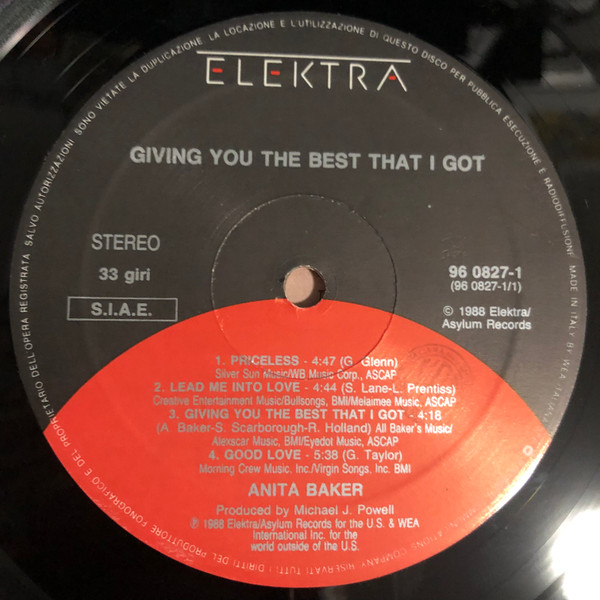 SALVO AUTORIZZAZIONI SONO VIETATE LA DUPLICAZIONE, LA LOCAZIONE E L'UTILIZZAZIONE DI QUESTO DISCO PER PUBBLICA ESECUZIONE E RADIODIFFUSIONE MADE IN ITALY BY WEA ITALIANA
ELEKTRA
GIVING YOU THE BEST THAT I GOT
STEREO
33 giri
S.I.A.E.
96 0827-1
(96 0827-1/1)
© 1988 Elektra/
Asylum Records
1. PRICELESS - 4:47 (G. Glenn)
Silver Sun Music/WB Music Corp., ASCAP
2. LEAD ME INTO LOVE - 4:44 (S. Lane-L. Prentiss)
Creative Entertainment Music/Bullsongs, BMI/Melaimee Music, ASCAP
3. GIVING YOU THE BEST THAT I GOT - 4:18
(A. Baker-S. Scarborough-R. Holland) All Baker's Music/
Alexscar Music, BMI/Eyedot Music, ASCAP
4. GOOD LOVE - 5:38 (G. Taylor)
Morning Crew Music. Inc./Virgin Songs, Inc. BMI
ANITA BAKER
Produced by Michael J. Powell
℗ 1988 Elektra/Asylum Records for the U.S. & WEA
International Inc. for the
world outside of the U.S.
MUNICATIONS COMPANY RISERVATI TUTTI I DIRITTI DEL PRODUTTORE FONOGRAFICO E DEL PROPRIETARIO DELL'OPERA REGISTRATA